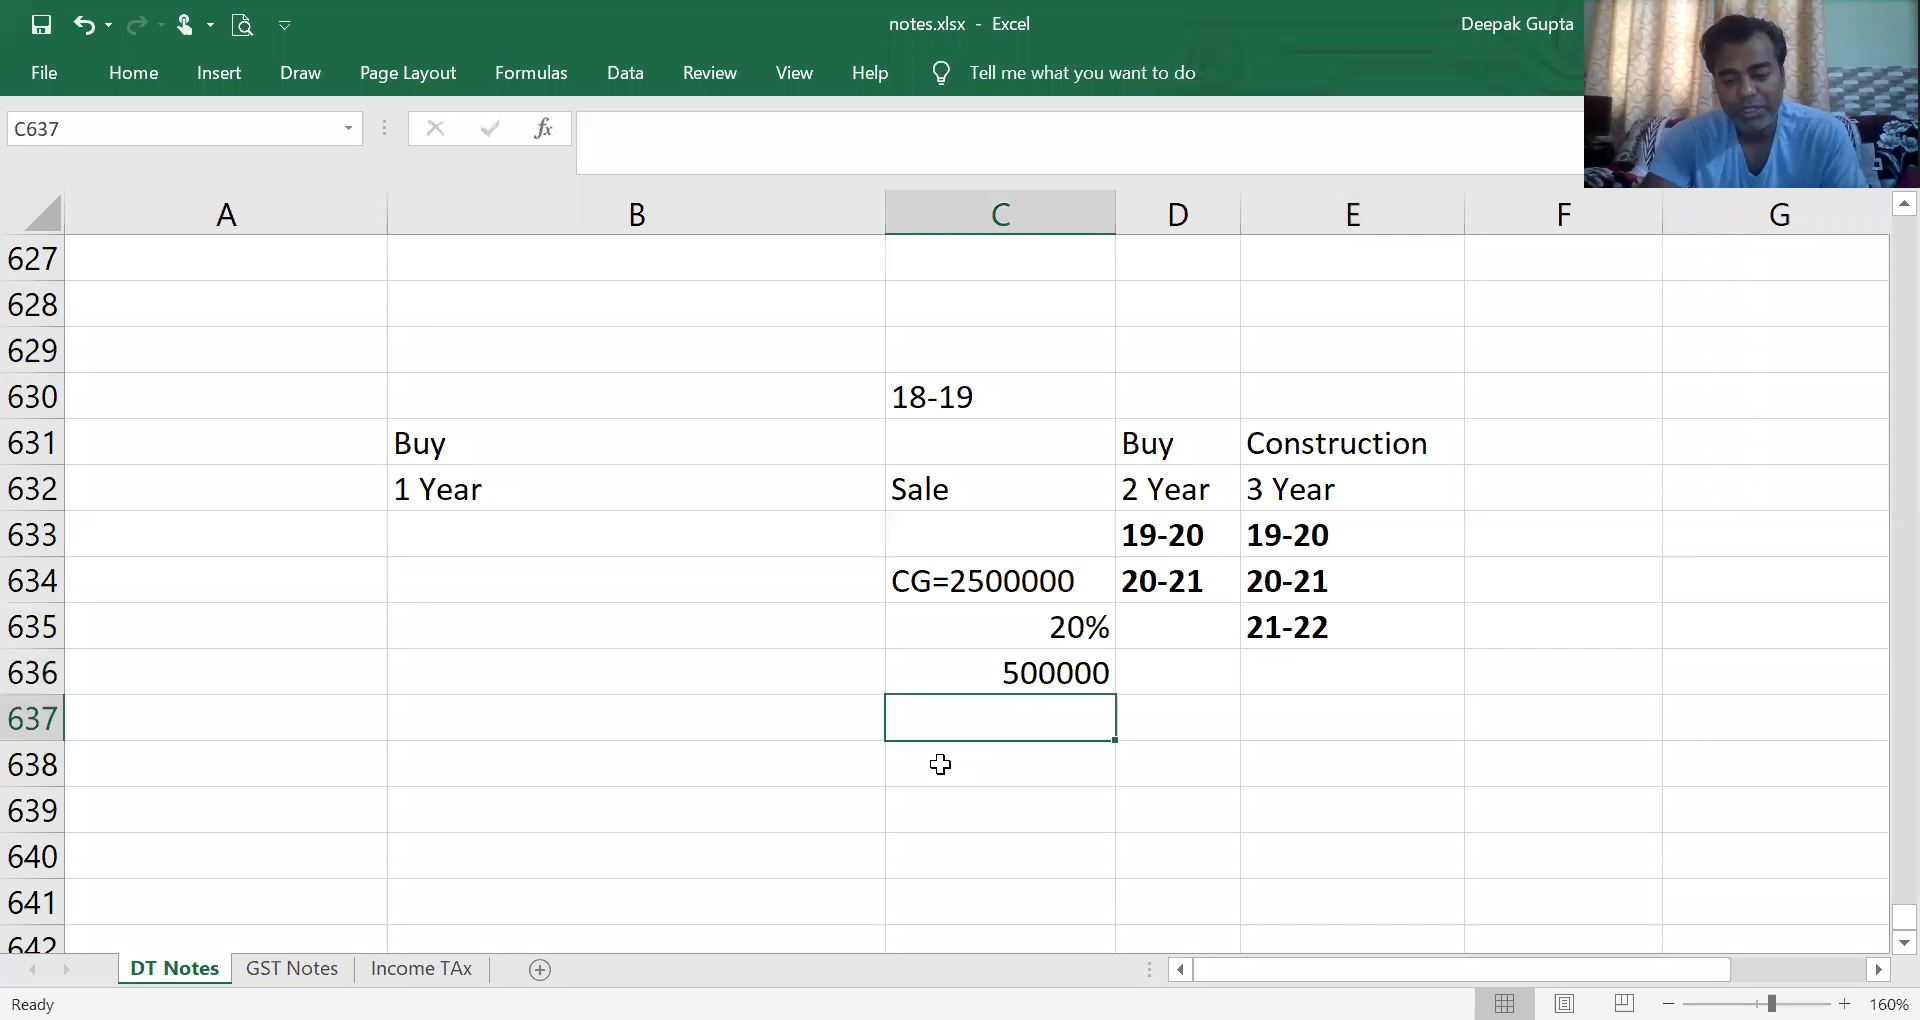 notes.xlsx - Excel
Deepak Gupta
File Home Insert Draw Page Layout Formulas Data Review View Help Tell me what you want to do
C637 fx
A B C D E F G
627
628
629
630 18-19
631 Buy Buy Construction
632 1 Year Sale 2 Year 3 Year
633 19-20 19-20
634 CG=2500000 20-21 20-21
635 20% 21-22
636 500000
637
638
639
640
641
642
DT Notes GST Notes Income TAx
Ready 160%